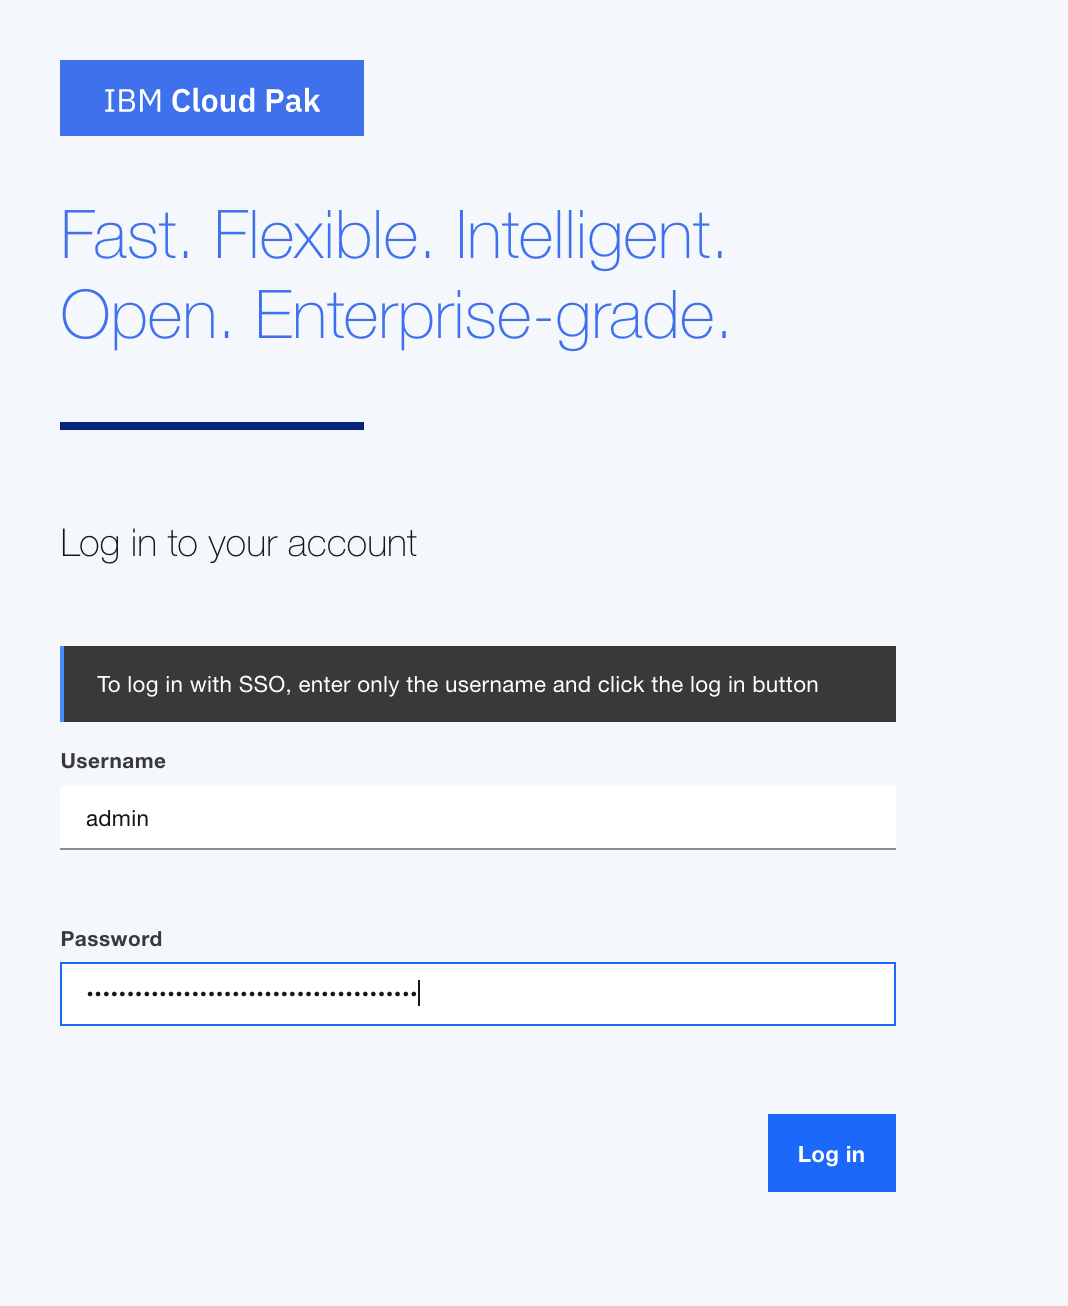 IBM Cloud Pak
Fast. Flexible. Intelligent.
Open. Enterprise-grade.
Log in to your account
To log in with SSO, enter only the username and click the log in button
Username
admin
Password
•••••••••••••••••••••••••••••••••••••••••
Log in